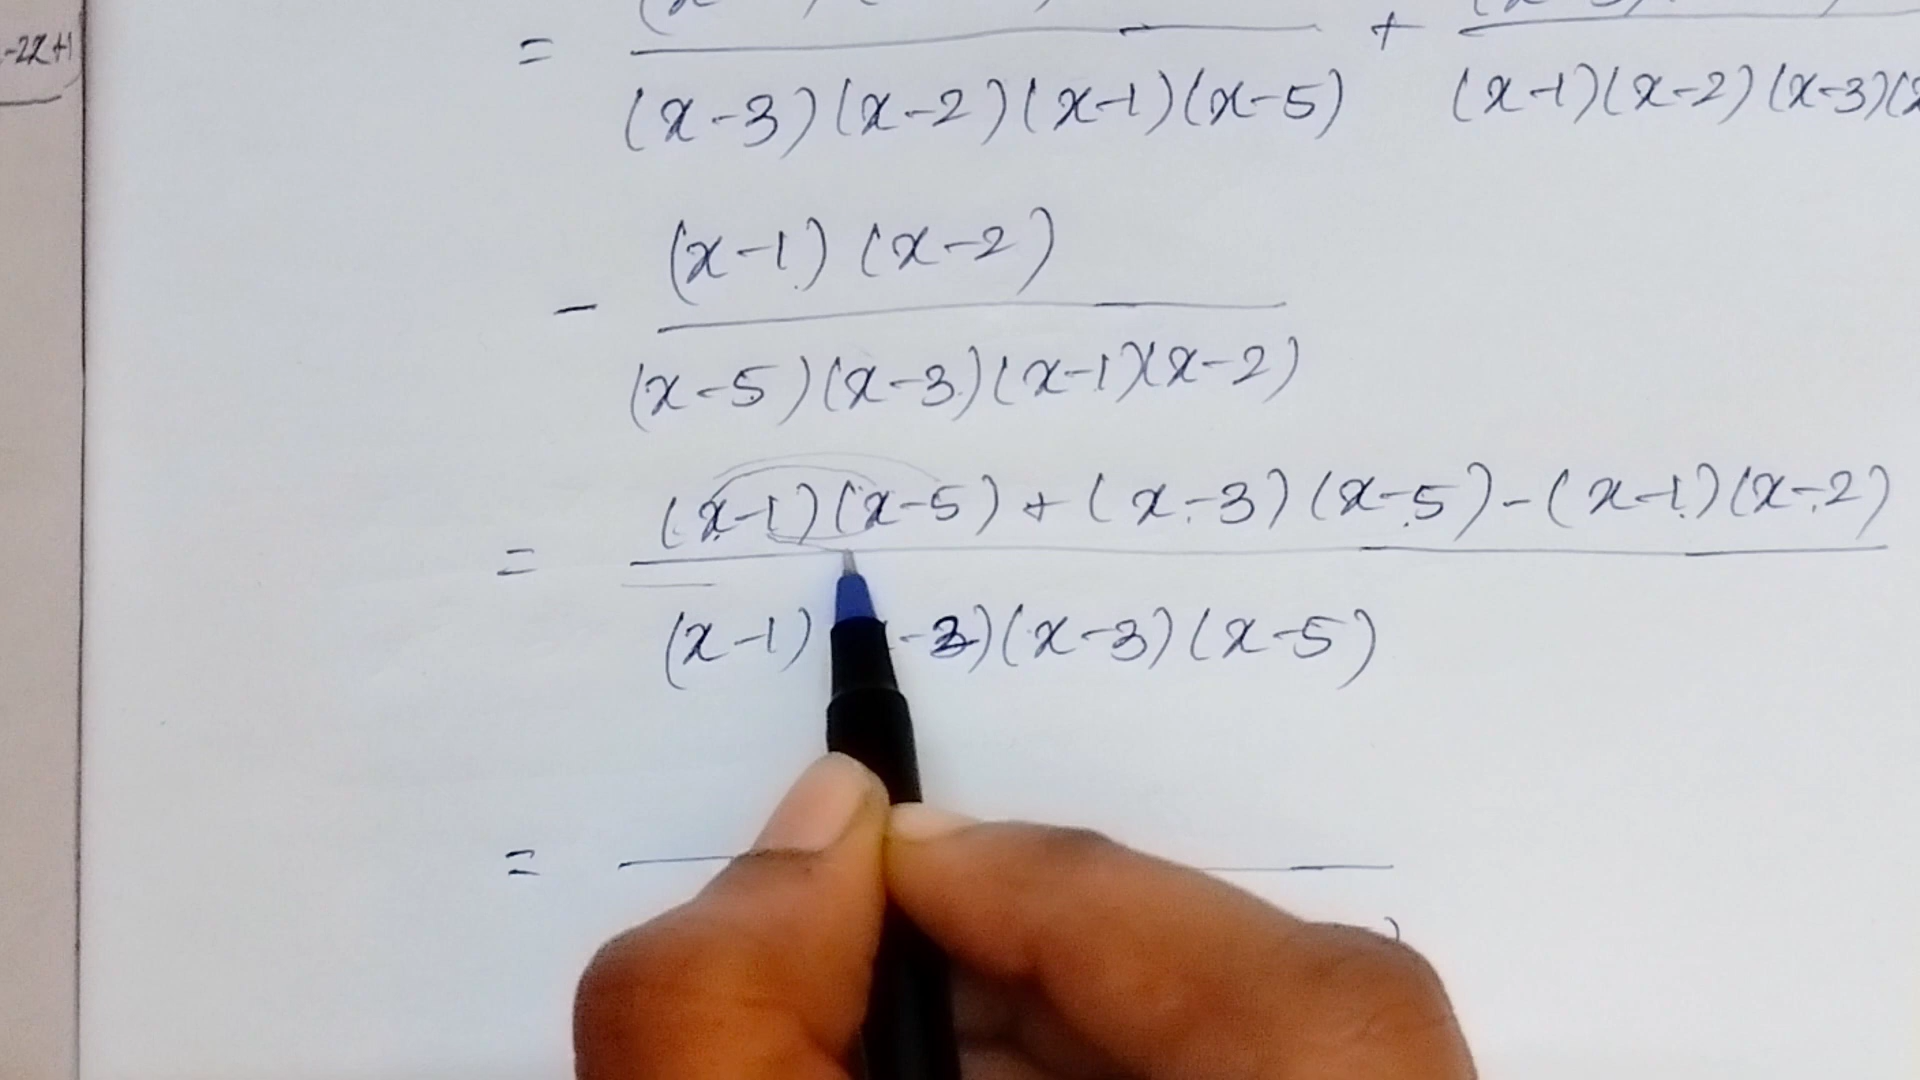 -2x+1
= +
(x-3)(x-2)(x-1)(x-5) (x-1)(x-2)(x-3)(
(x-1) (x-2)
-
(x-5)(x-3)(x-1)(x-2)
(x-1)(x-5)+(x-3)(x-5)-(x-1)(x-2)
=
(x-1) -2)(x-3)(x-5)
=